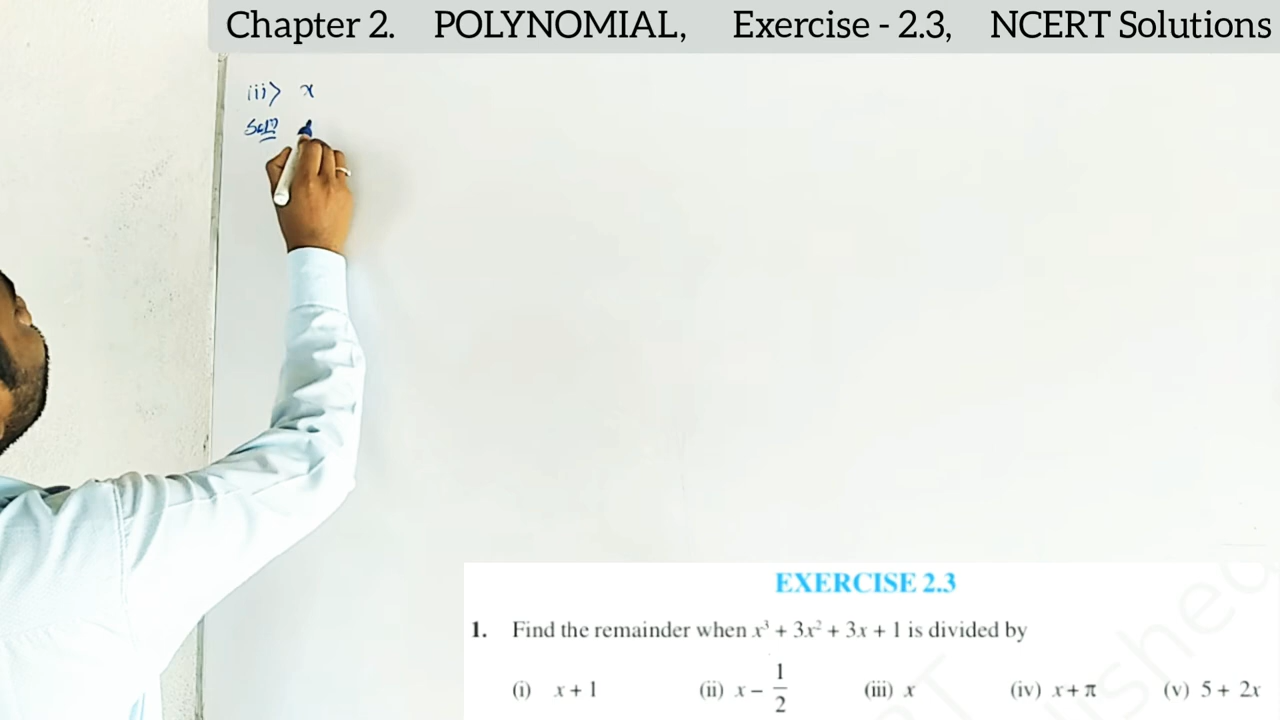 Chapter 2. POLYNOMIAL, Exercise - 2.3, NCERT Solutions
iii> x
Solⁿ
EXERCISE 2.3
1. Find the remainder when x³ + 3x² + 3x + 1 is divided by
(i) x + 1 (ii) x - 1/2 (iii) x (iv) x + π (v) 5 + 2x